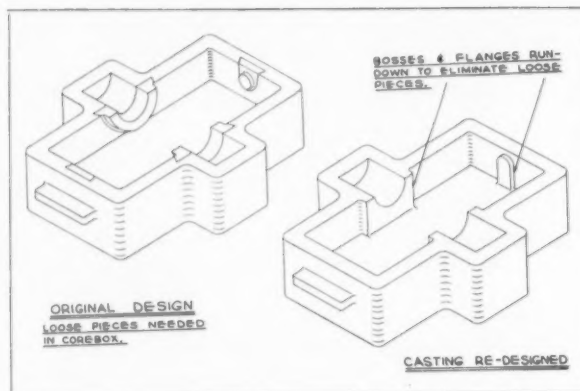 BOSSES & FLANGES RUN-
DOWN TO ELIMINATE LOOSE
PIECES.
ORIGINAL DESIGN
LOOSE PIECES NEEDED
IN COREBOX.
CASTING RE-DESIGNED